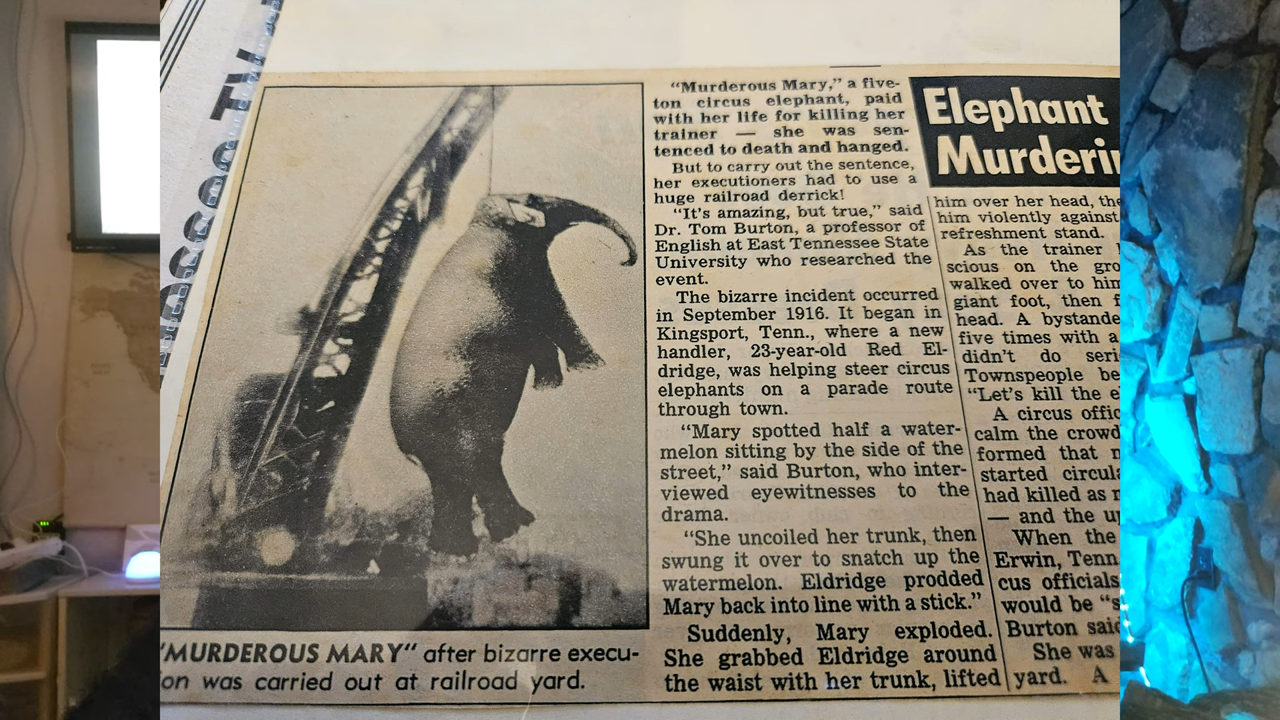 "Murderous Mary," a five-
ton circus elephant, paid
with her life for killing her
trainer — she was sen-
tenced to death and hanged.
But to carry out the sentence,
her executioners had to use a
huge railroad derrick!
"It's amazing, but true," said
Dr. Tom Burton, a professor of
English at East Tennessee State
University who researched the
event.
The bizarre incident occurred
in September 1916. It began in
Kingsport, Tenn., where a new
handler, 23-year-old Red El-
dridge, was helping steer circus
elephants on a parade route
through town.
"Mary spotted half a water-
melon sitting by the side of the
street," said Burton, who inter-
viewed eyewitnesses to the
drama.
"She uncoiled her trunk, then
swung it over to snatch up the
watermelon. Eldridge prodded
Mary back into line with a stick."
Suddenly, Mary exploded.
She grabbed Eldridge around
the waist with her trunk, lifted
Elephant
Murderin
him over her head, the
him violently against
refreshment stand.
As the trainer
scious on the gro
walked over to him
giant foot, then f
head. A bystande
five times with a
didn't do seri
Townspeople be
"Let's kill the e
A circus offic
calm the crowd
formed that
started circula
had killed as
— and the
When the
Erwin, Tenn
cus officials
would be "s
Burton said
She was
yard. A
"MURDEROUS MARY" after bizarre execu-
on was carried out at railroad yard.